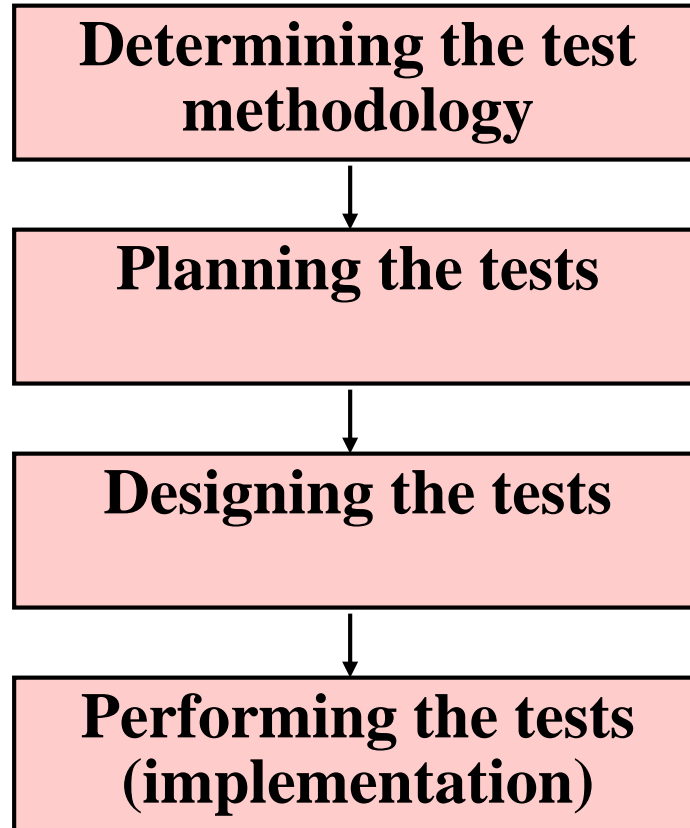 Determining the test
methodology
Planning the tests
Designing the tests
Performing the tests
(implementation)